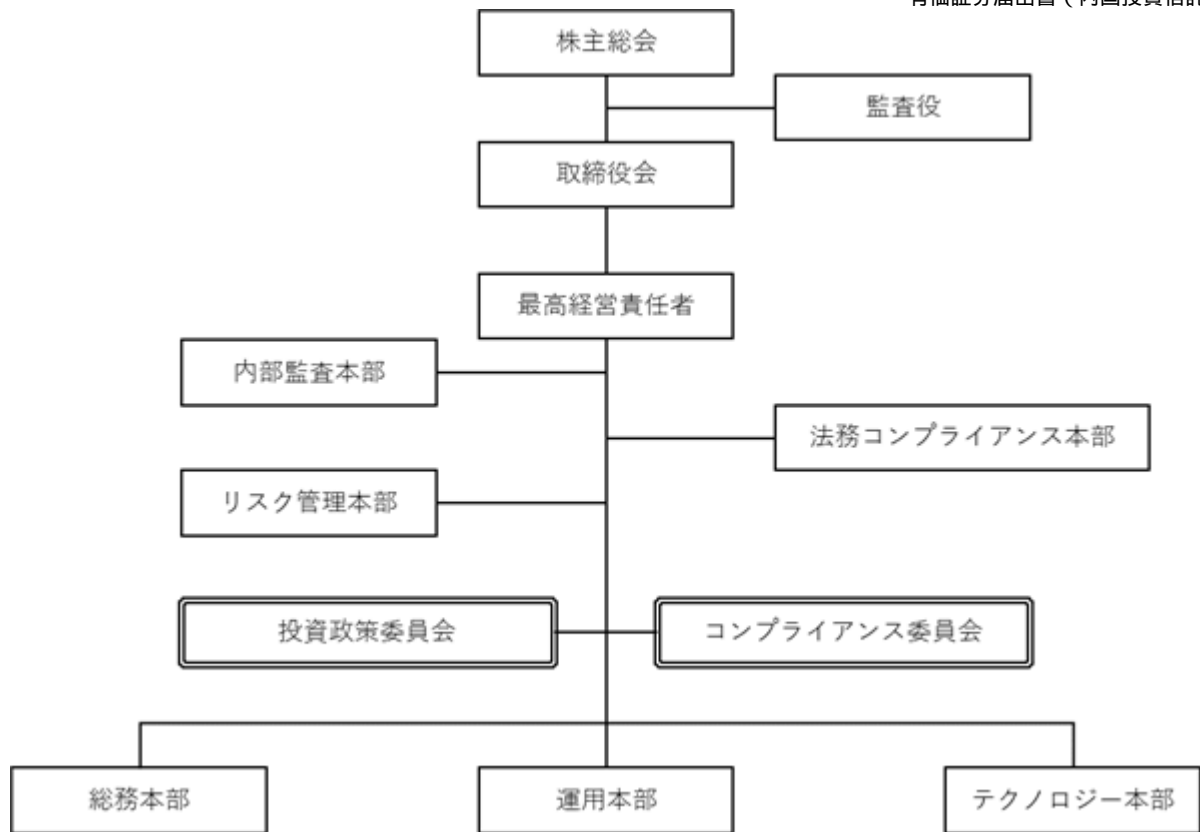 株主総会
監査役
取締役会
最高経営責任者
内部監査本部
法務コンプライアンス本部
リスク管理本部
投資政策委員会
コンプライアンス委員会
総務本部
運用本部
テクノロジー本部